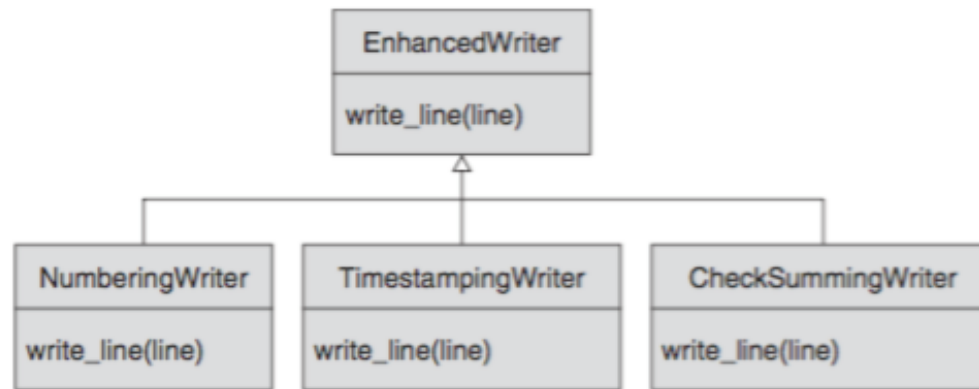 EnhancedWriter
write_line(line)
NumberingWriter
write_line(line)
TimestampingWriter
write_line(line)
CheckSummingWriter
write_line(line)